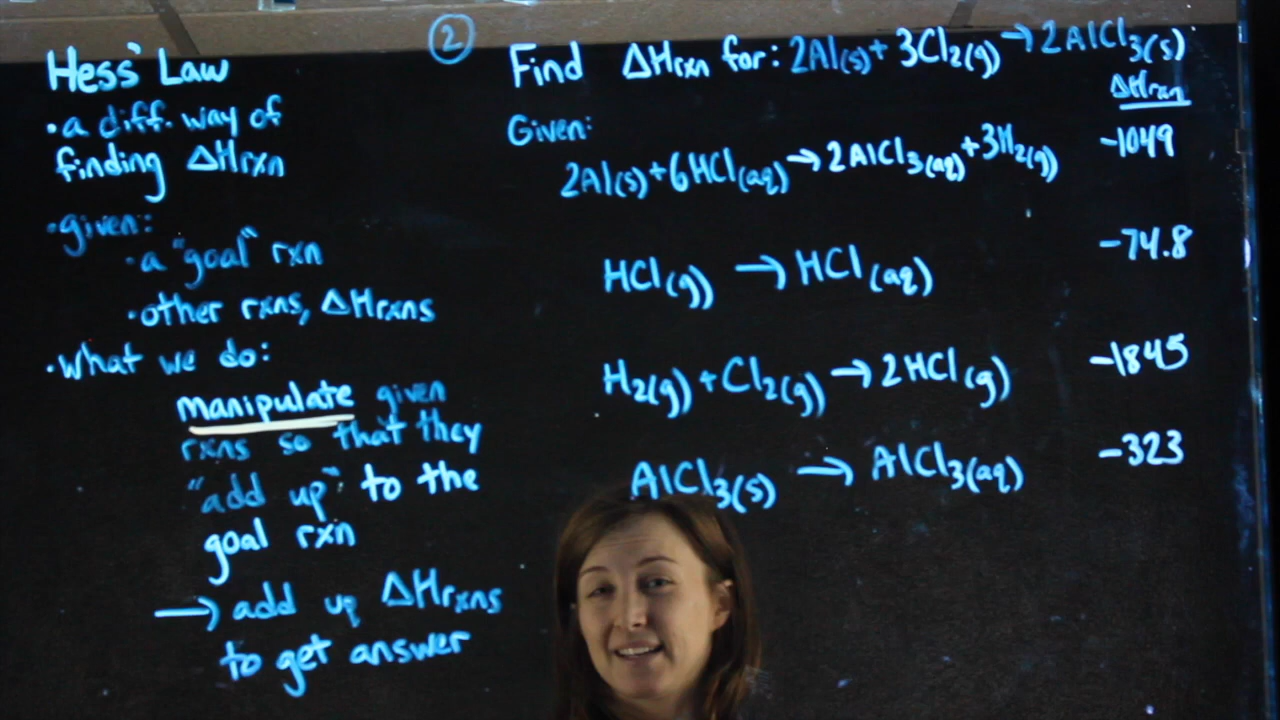 Hess' Law
• a diff. way of
finding ΔHrxn
• given:
• a "goal" rxn
• other rxns, ΔHrxns
• What we do:
manipulate given
rxns so that they
"add up" to the
goal rxn
→ add up ΔHrxns
to get answer
2
Find ΔHrxn for: 2Al(s) + 3Cl2(g) → 2AlCl3(s)
ΔHrxn
Given:
2Al(s) + 6HCl(aq) → 2AlCl3(aq) + 3H2(g) -1049
HCl(g) → HCl(aq) -74.8
H2(g) + Cl2(g) → 2HCl(g) -1845
AlCl3(s) → AlCl3(aq) -323